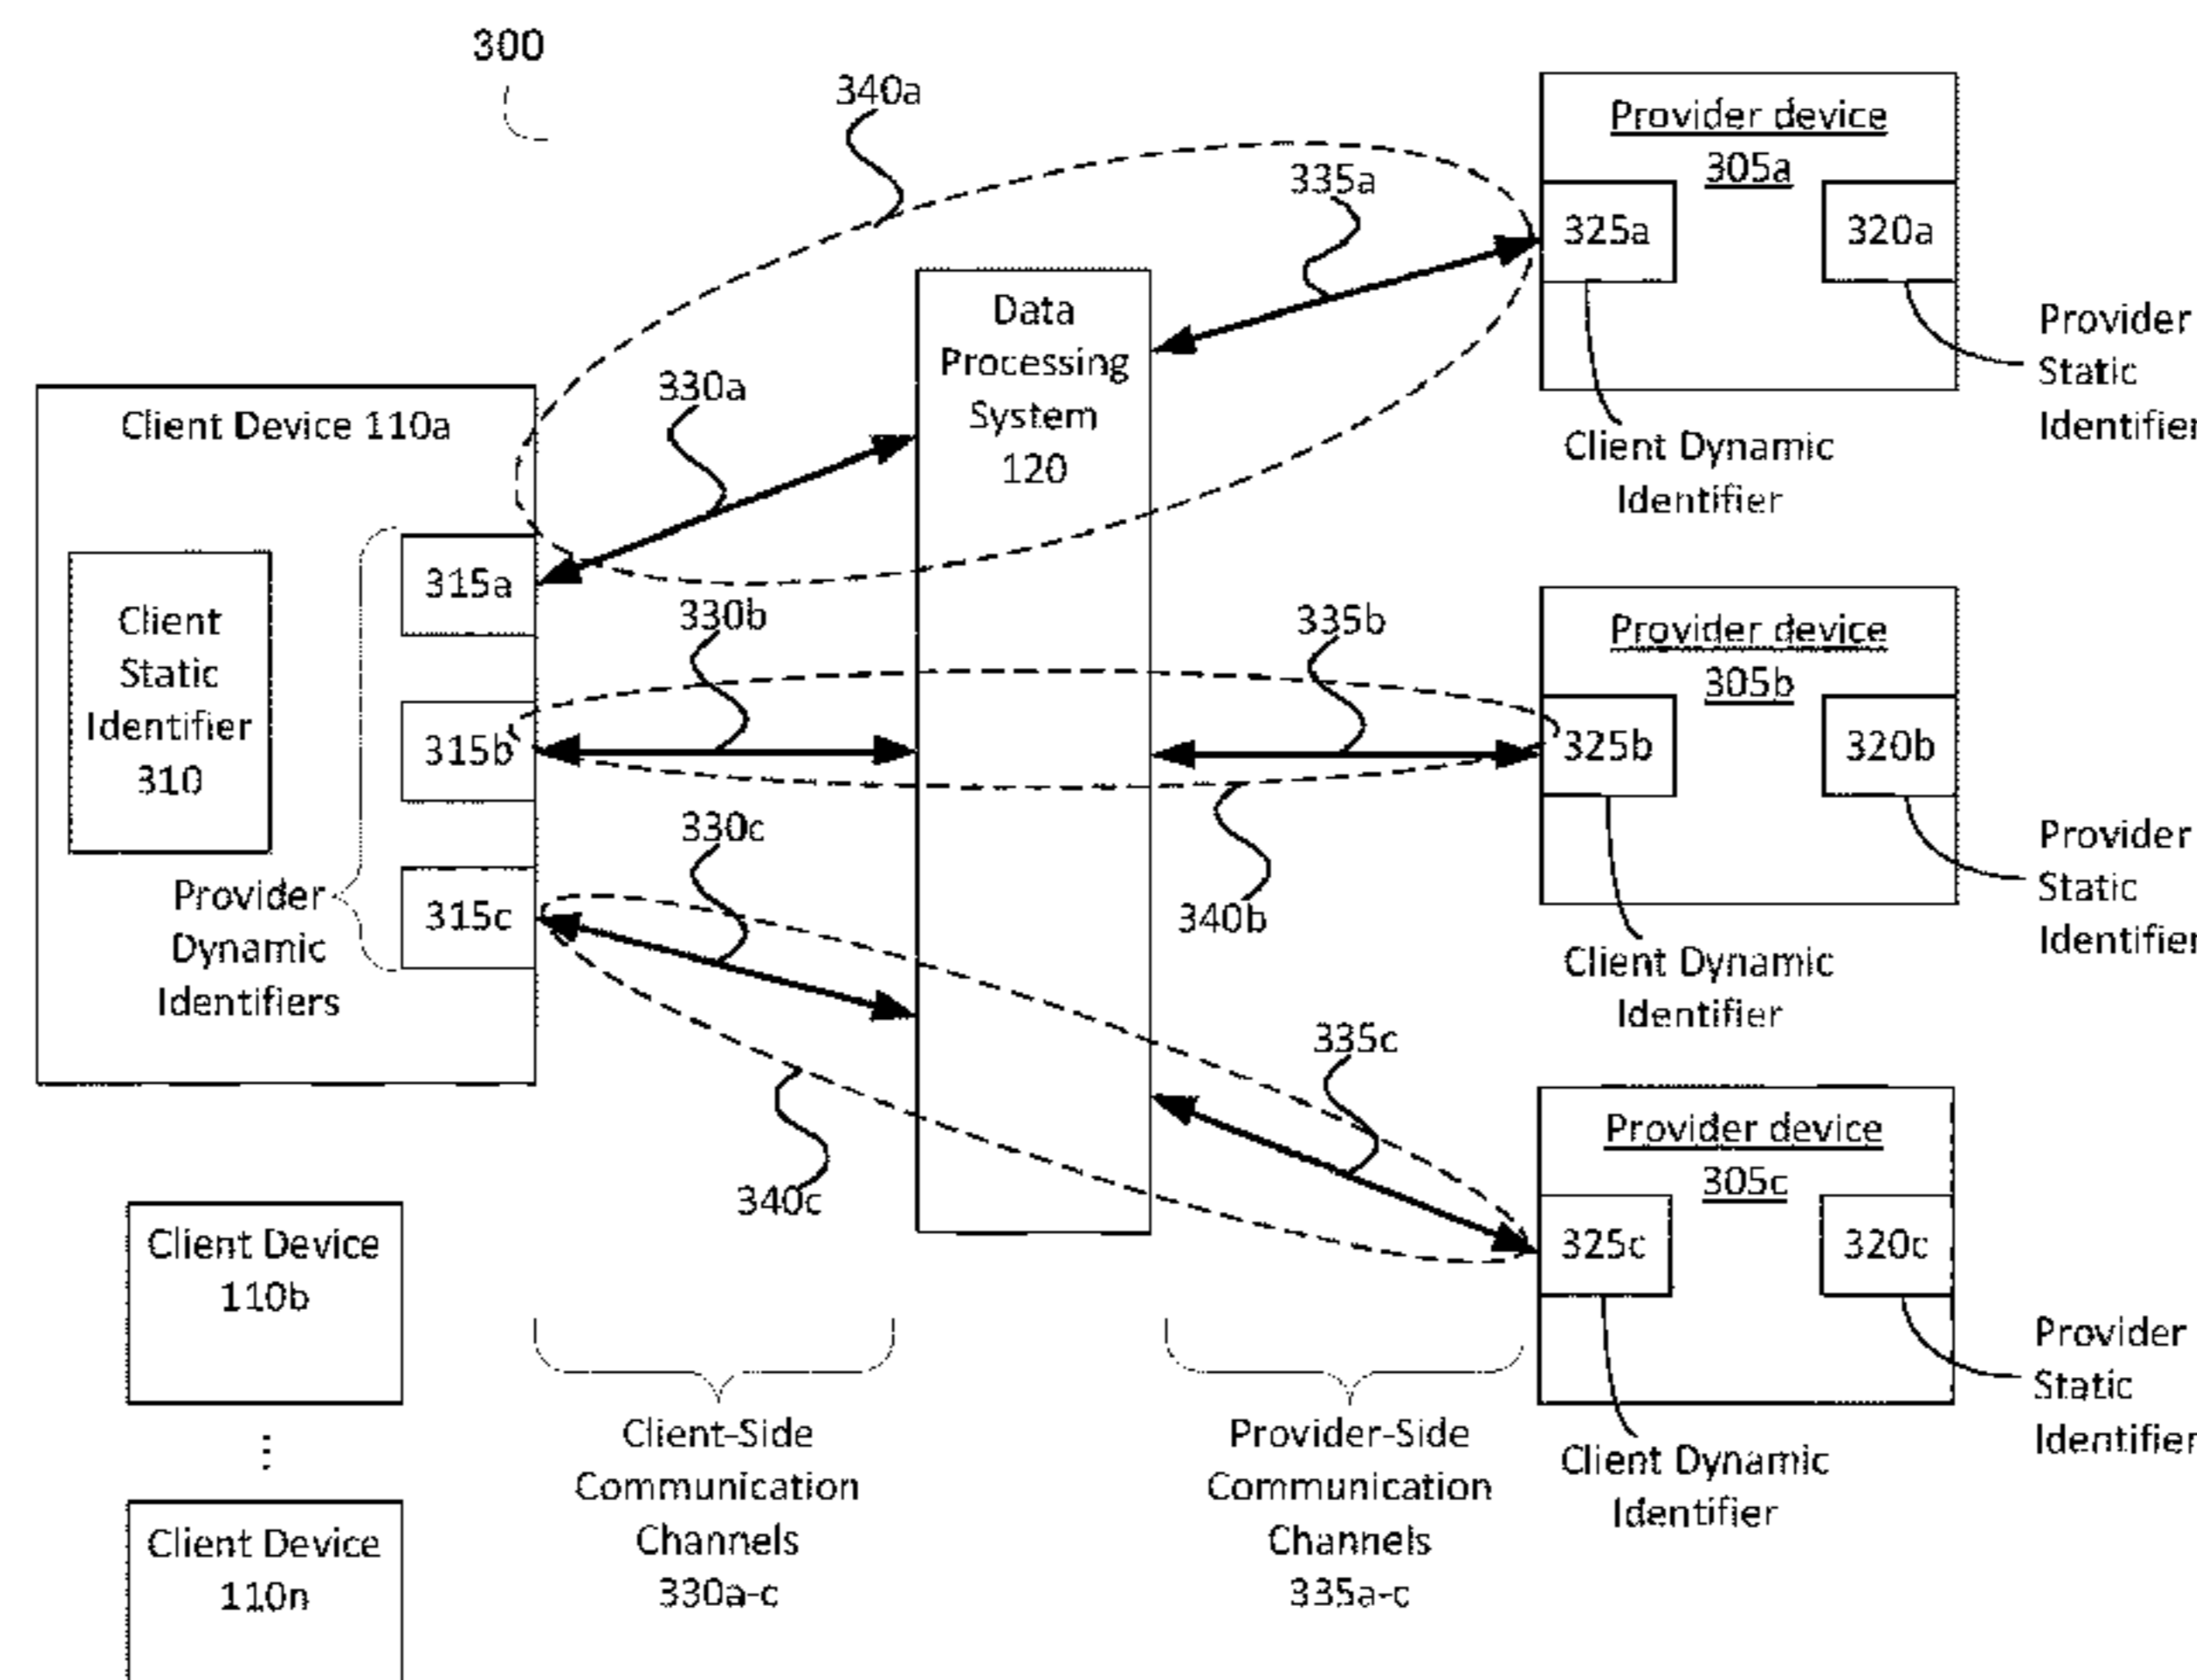 300
340a
335a
330a
Provider device
305a
325a
320a
Provider
Static
Identifier
Client Dynamic
Identifier
Data
Processing
System
120
Client Device 110a
Client
Static
Identifier
310
315a
315b
315c
Provider
Dynamic
Identifiers
330b
335b
330c
340b
335c
340c
Provider device
305b
325b
320b
Provider
Static
Identifier
Client Dynamic
Identifier
Provider device
305c
325c
320c
Provider
Static
Identifier
Client Dynamic
Identifier
Client Device
110b
⋮
Client Device
110n
Client-Side
Communication
Channels
330a-c
Provider-Side
Communication
Channels
335a-c